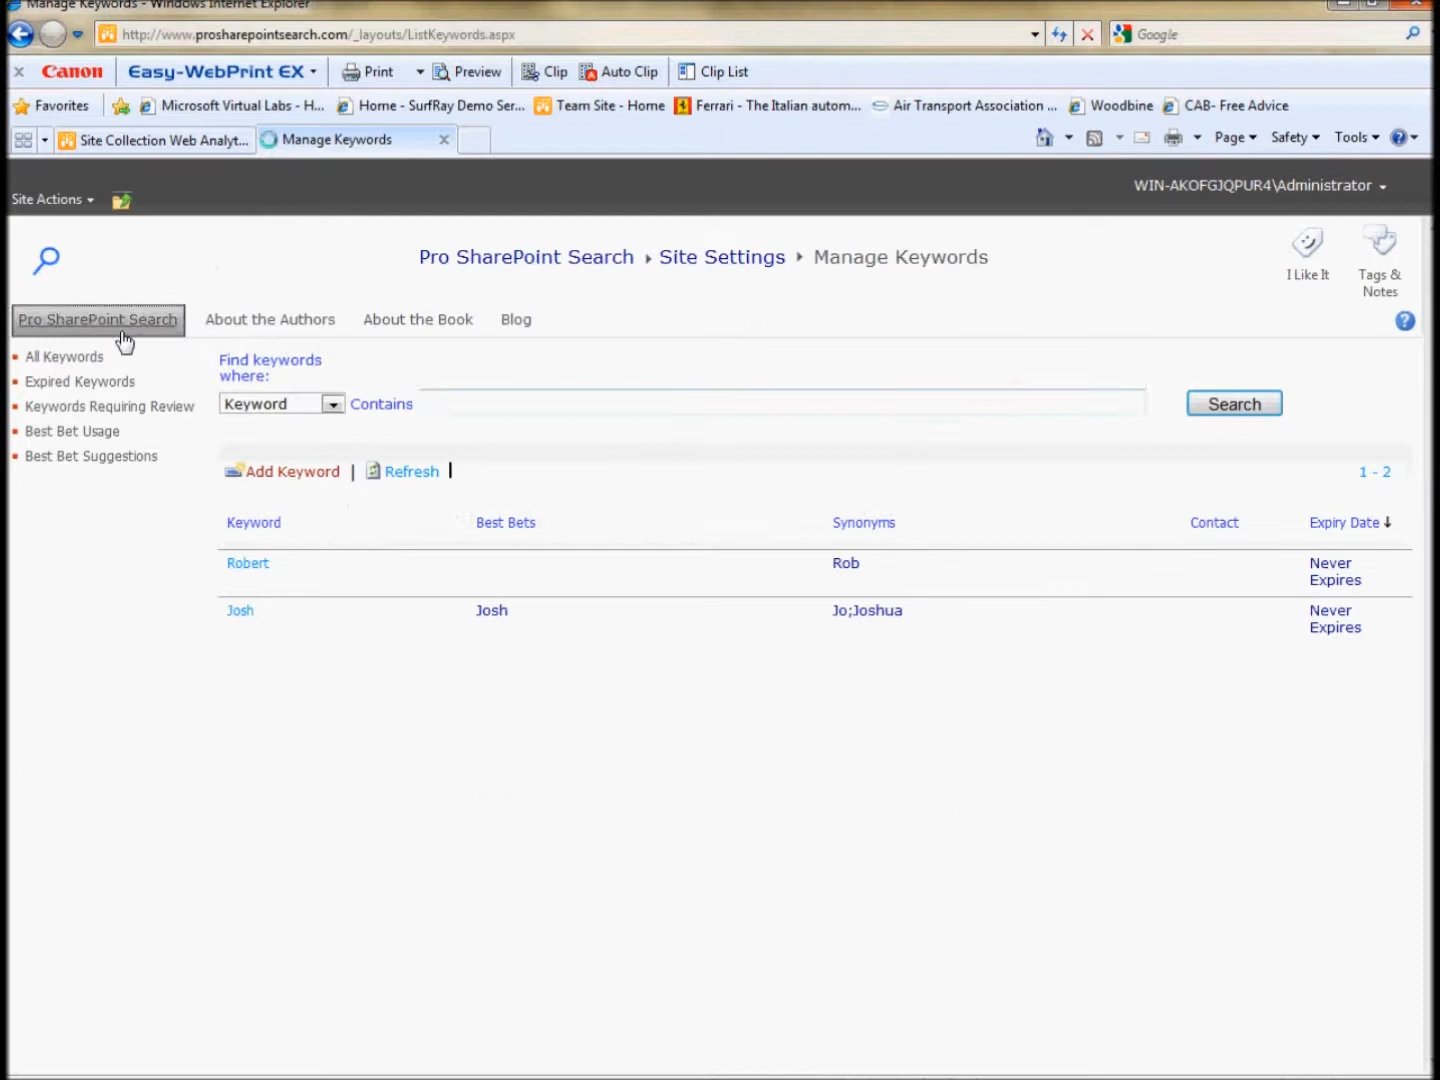 Manage Keywords - Windows Internet Explorer
http://www.prosharepointsearch.com/_layouts/ListKeywords.aspx
Google
x Canon Easy-WebPrint EX Print Preview Clip Auto Clip Clip List
Favorites Microsoft Virtual Labs - H... Home - SurfRay Demo Ser... Team Site - Home Ferrari - The Italian autom... Air Transport Association ... Woodbine CAB- Free Advice
Site Collection Web Analyt... Manage Keywords Page Safety Tools
WIN-AKOFGJQPUR4\Administrator
Site Actions
Pro SharePoint Search Site Settings Manage Keywords
I Like It
Tags &
Notes
Pro SharePoint Search About the Authors About the Book Blog
All Keywords
Expired Keywords
Keywords Requiring Review
Best Bet Usage
Best Bet Suggestions
Find keywords
where:
Keyword Contains Search
Add Keyword | Refresh 1 - 2
Keyword Best Bets Synonyms Contact Expiry Date
Robert Rob Never
Expires
Josh Josh Jo;Joshua Never
Expires